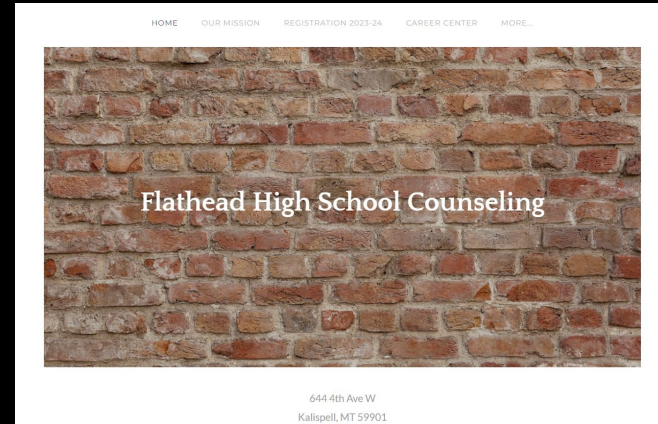 HOME OUR MISSION REGISTRATION 2023-24 CAREER CENTER MORE...
Flathead High School Counseling
644 4th Ave W
Kalispell, MT 59901